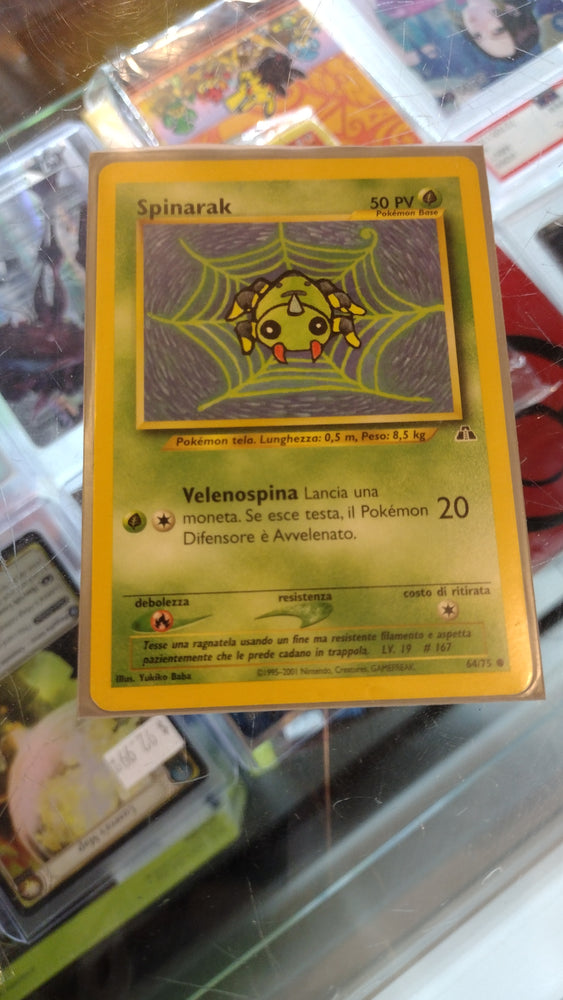 Spinarak
50 PV
Pokémon Base
Pokémon tela. Lunghezza: 0,5 m, Peso: 8,5 kg
Velenospina Lancia una
moneta. Se esce testa, il Pokémon 20
Difensore è Avvelenato.
debolezza resistenza costo di ritirata
Tesse una ragnatela usando un fine ma resistente filamento e aspetta
pazientemente che le prede cadano in trappola. LV. 19 # 167
64/75
Illus. Yukiko Baba ©1995-2001 Nintendo, Creatures, GAMEFREAK.